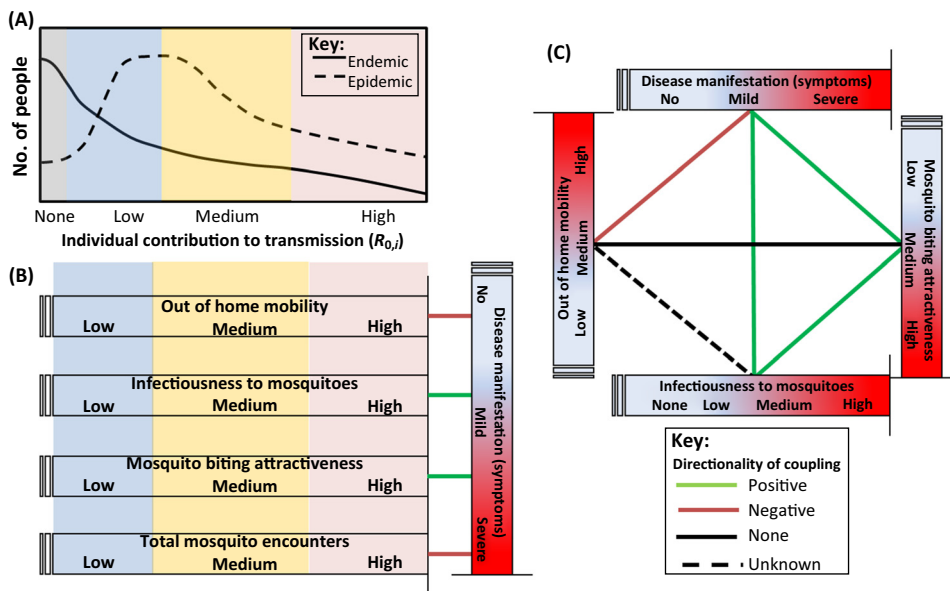 (A)
No. of people
Key:
Endemic
Epidemic
None Low Medium High
Individual contribution to transmission (R0,i)
(B)
Out of home mobility
Low Medium High
Infectiousness to mosquitoes
Low Medium High
Mosquito biting attractiveness
Low Medium High
Total mosquito encounters
Low Medium High
Disease manifestation (symptoms)
No Mild Severe
(C)
Disease manifestation (symptoms)
No Mild Severe
Out of home mobility
Low Medium High
Mosquito biting attractiveness
Low Medium High
Infectiousness to mosquitoes
None Low Medium High
Key:
Directionality of coupling
Positive
Negative
None
Unknown